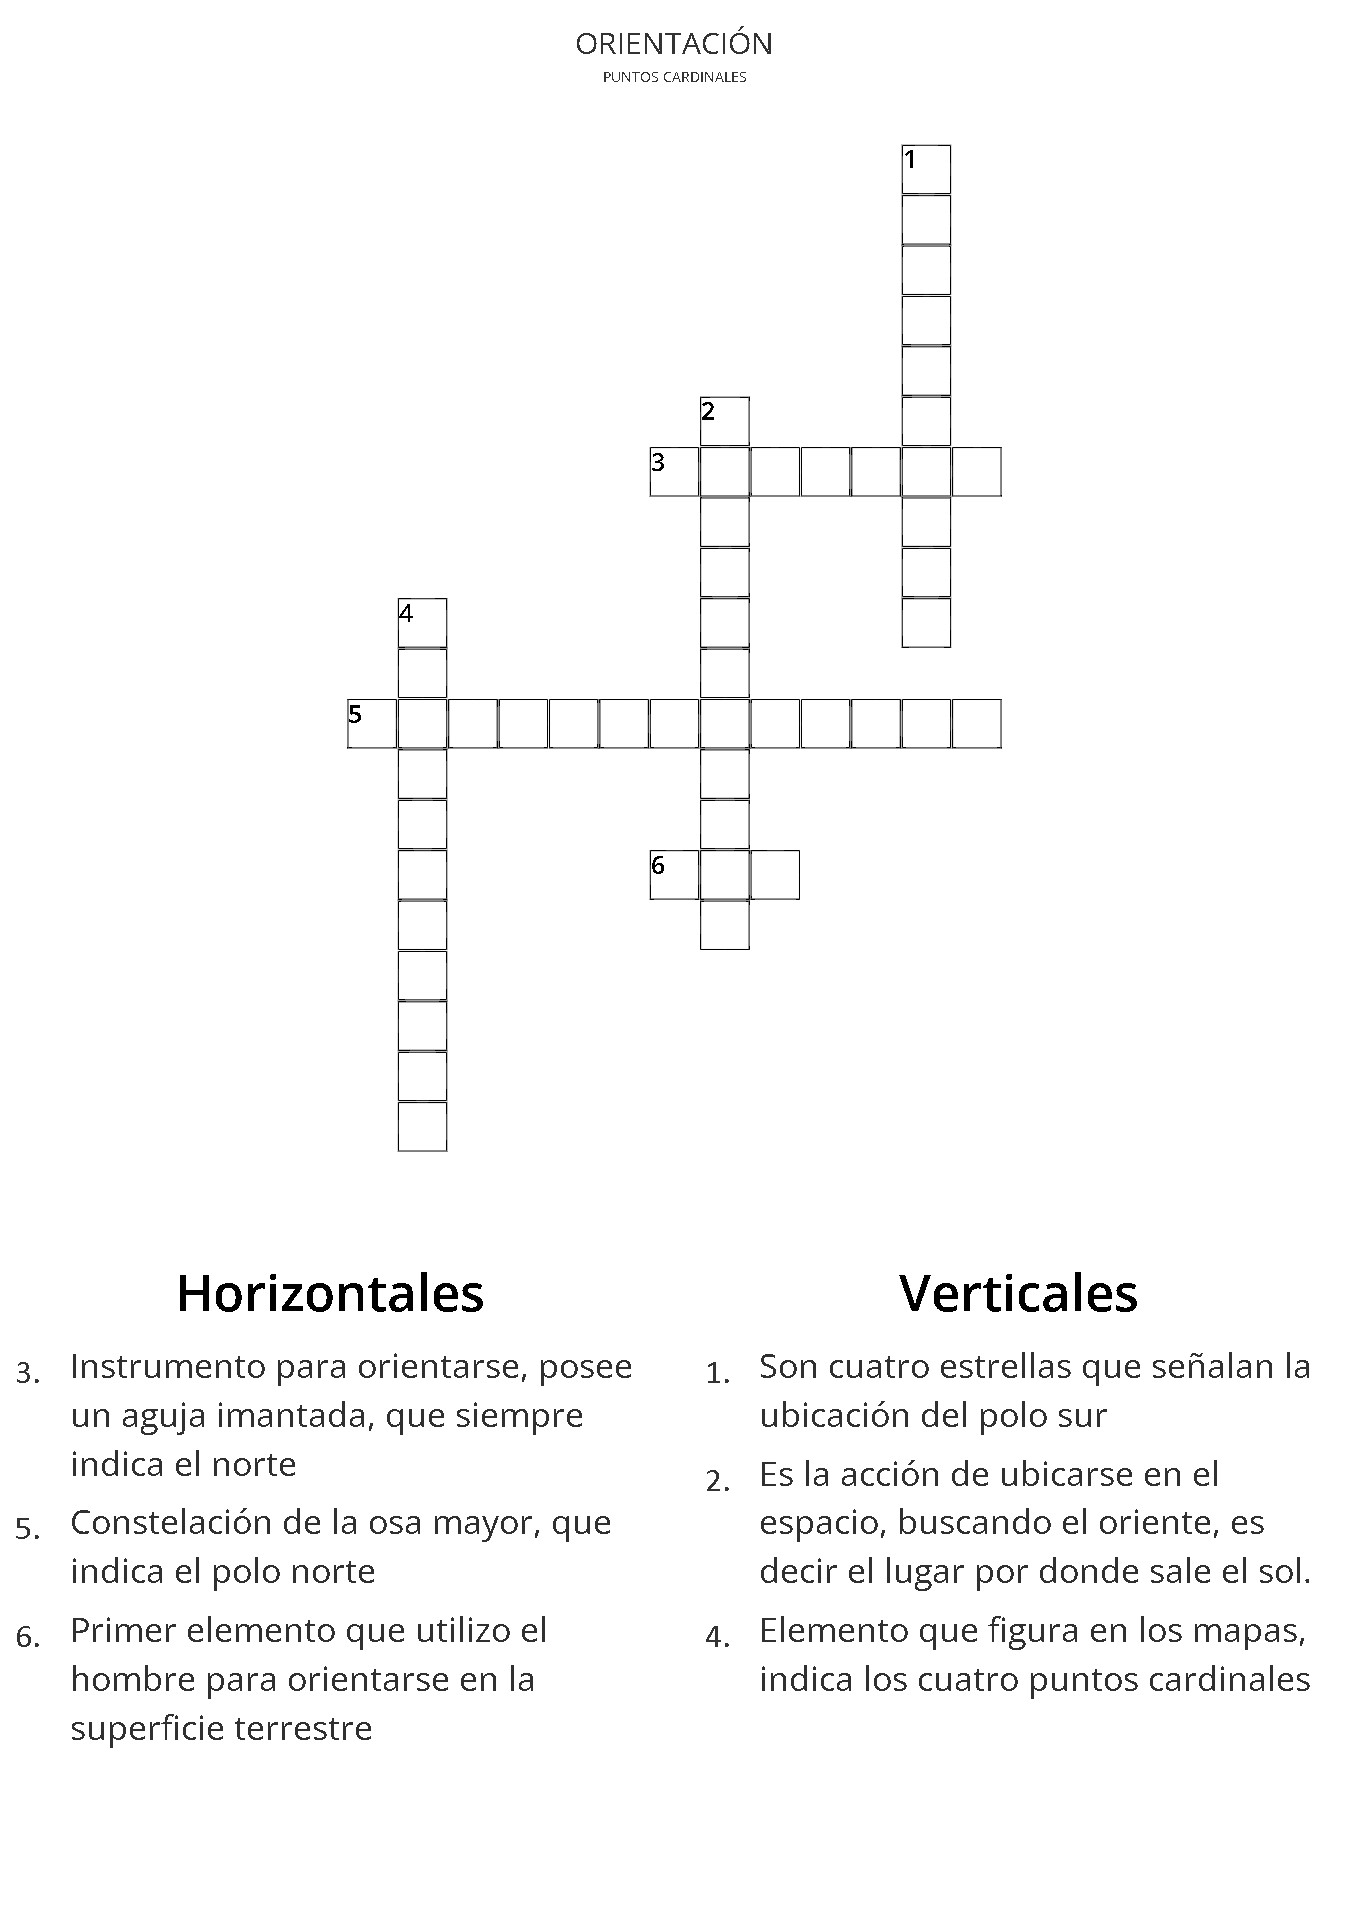 ORIENTACIÓN
PUNTOS CARDINALES
1
2
3
4
5
6
Horizontales
3. Instrumento para orientarse, posee
un aguja imantada, que siempre
indica el norte
5. Constelación de la osa mayor, que
indica el polo norte
6. Primer elemento que utilizo el
hombre para orientarse en la
superficie terrestre
Verticales
1. Son cuatro estrellas que señalan la
ubicación del polo sur
2. Es la acción de ubicarse en el
espacio, buscando el oriente, es
decir el lugar por donde sale el sol.
4. Elemento que figura en los mapas,
indica los cuatro puntos cardinales